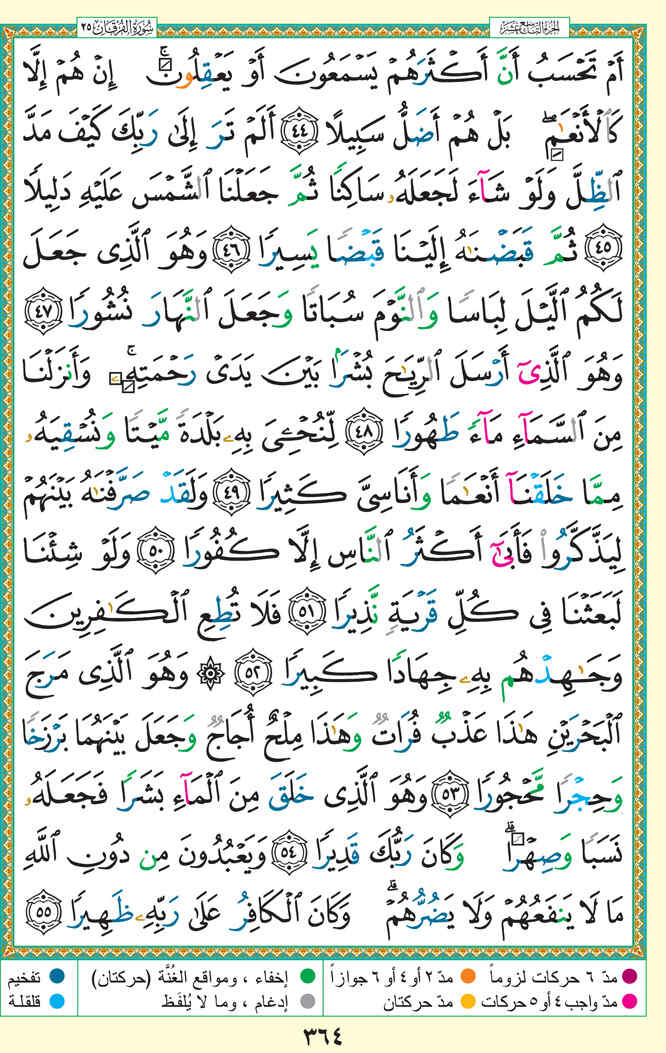 سُورَةُ الفُرْقَان ٢٥
الجزء التاسع عشر
أَمْ تَحْسَبُ أَنَّ أَكْثَرَهُمْ يَسْمَعُونَ أَوْ يَعْقِلُونَ ۚ إِنْ هُمْ إِلَّا
كَٱلْأَنْعَٰمِ ۖ بَلْ هُمْ أَضَلُّ سَبِيلًا ٤٤ أَلَمْ تَرَ إِلَىٰ رَبِّكَ كَيْفَ مَدَّ
ٱلظِّلَّ وَلَوْ شَآءَ لَجَعَلَهُۥ سَاكِنًا ثُمَّ جَعَلْنَا ٱلشَّمْسَ عَلَيْهِ دَلِيلًا
٤٥ ثُمَّ قَبَضْنَٰهُ إِلَيْنَا قَبْضًا يَسِيرًا ٤٦ وَهُوَ ٱلَّذِى جَعَلَ
لَكُمُ ٱلَّيْلَ لِبَاسًا وَٱلنَّوْمَ سُبَاتًا وَجَعَلَ ٱلنَّهَارَ نُشُورًا ٤٧
وَهُوَ ٱلَّذِىٓ أَرْسَلَ ٱلرِّيَٰحَ بُشْرًۢا بَيْنَ يَدَىْ رَحْمَتِهِۦ ۚ وَأَنزَلْنَا
مِنَ ٱلسَّمَآءِ مَآءً طَهُورًا ٤٨ لِّنُحْـِۧىَ بِهِۦ بَلْدَةً مَّيْتًا وَنُسْقِيَهُۥ
مِمَّا خَلَقْنَآ أَنْعَٰمًا وَأَنَاسِىَّ كَثِيرًا ٤٩ وَلَقَدْ صَرَّفْنَٰهُ بَيْنَهُمْ
لِيَذَّكَّرُوا۟ فَأَبَىٰٓ أَكْثَرُ ٱلنَّاسِ إِلَّا كُفُورًا ٥٠ وَلَوْ شِئْنَا
لَبَعَثْنَا فِى كُلِّ قَرْيَةٍ نَّذِيرًا ٥١ فَلَا تُطِعِ ٱلْكَٰفِرِينَ
وَجَٰهِدْهُم بِهِۦ جِهَادًا كَبِيرًا ٥٢ ۞ وَهُوَ ٱلَّذِى مَرَجَ
ٱلْبَحْرَيْنِ هَٰذَا عَذْبٌ فُرَاتٌ وَهَٰذَا مِلْحٌ أُجَاجٌ وَجَعَلَ بَيْنَهُمَا بَرْزَخًا
وَحِجْرًا مَّحْجُورًا ٥٣ وَهُوَ ٱلَّذِى خَلَقَ مِنَ ٱلْمَآءِ بَشَرًا فَجَعَلَهُۥ
نَسَبًا وَصِهْرًا ۗ وَكَانَ رَبُّكَ قَدِيرًا ٥٤ وَيَعْبُدُونَ مِن دُونِ ٱللَّهِ
مَا لَا يَنفَعُهُمْ وَلَا يَضُرُّهُمْ ۗ وَكَانَ ٱلْكَافِرُ عَلَىٰ رَبِّهِۦ ظَهِيرًا ٥٥
مدّ ٦ حركات لزوماً
مدّ ٢ أو ٤ أو ٦ جوازاً
إخفاء ، ومواقع الغُنَّة (حركتان)
تفخيم
مدّ واجب ٤ أو ٥ حركات
مدّ حركتان
إدغام ، وما لا يُلفَظ
قلقلة
٣٦٤